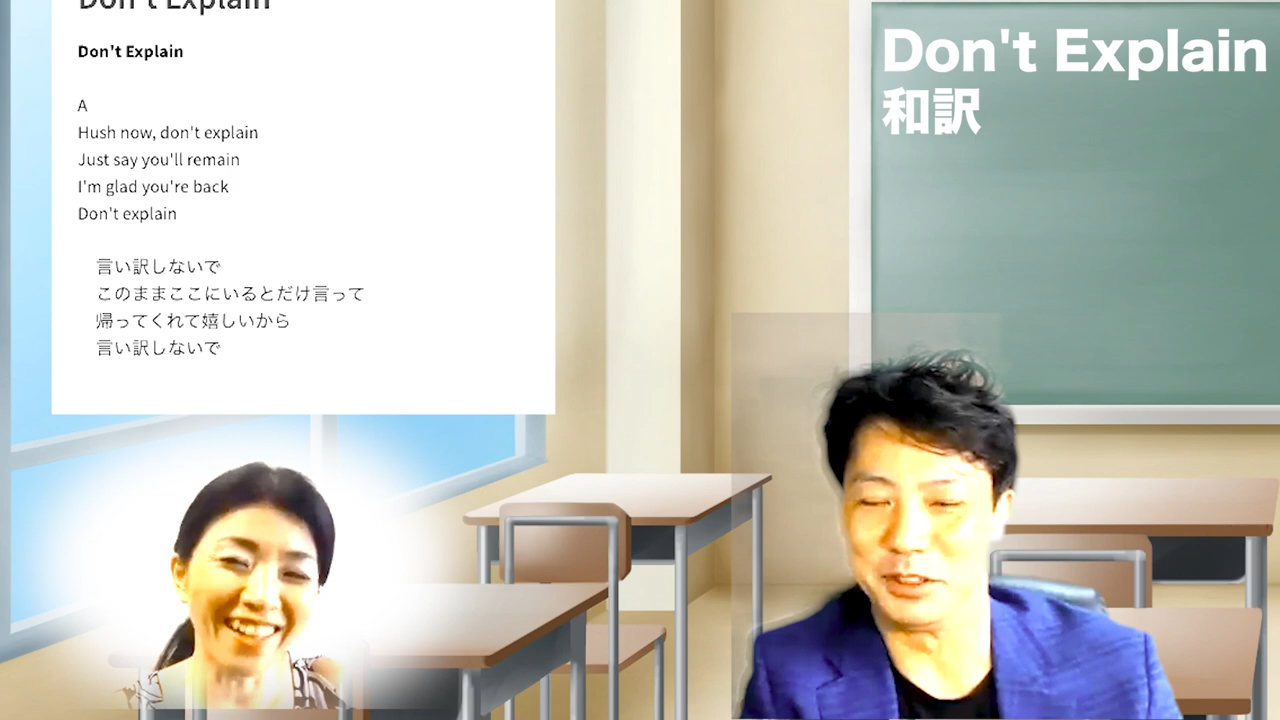 Don't Explain
Don't Explain
A
Hush now, don't explain
Just say you'll remain
I'm glad you're back
Don't explain
言い訳しないで
このままここにいるとだけ言って
帰ってくれて嬉しいから
言い訳しないで
Don't Explain
和訳